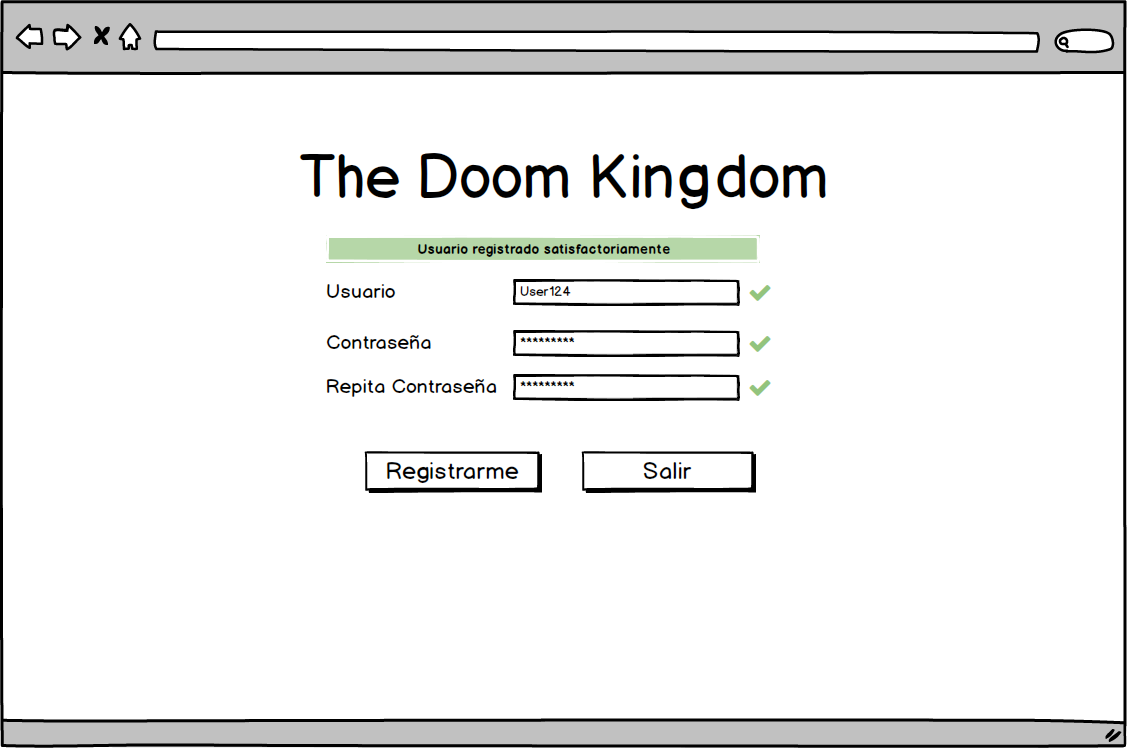 The Doom Kingdom
Usuario registrado satisfactoriamente
Usuario User124
Contraseña *********
Repita Contraseña *********
Registrarme Salir